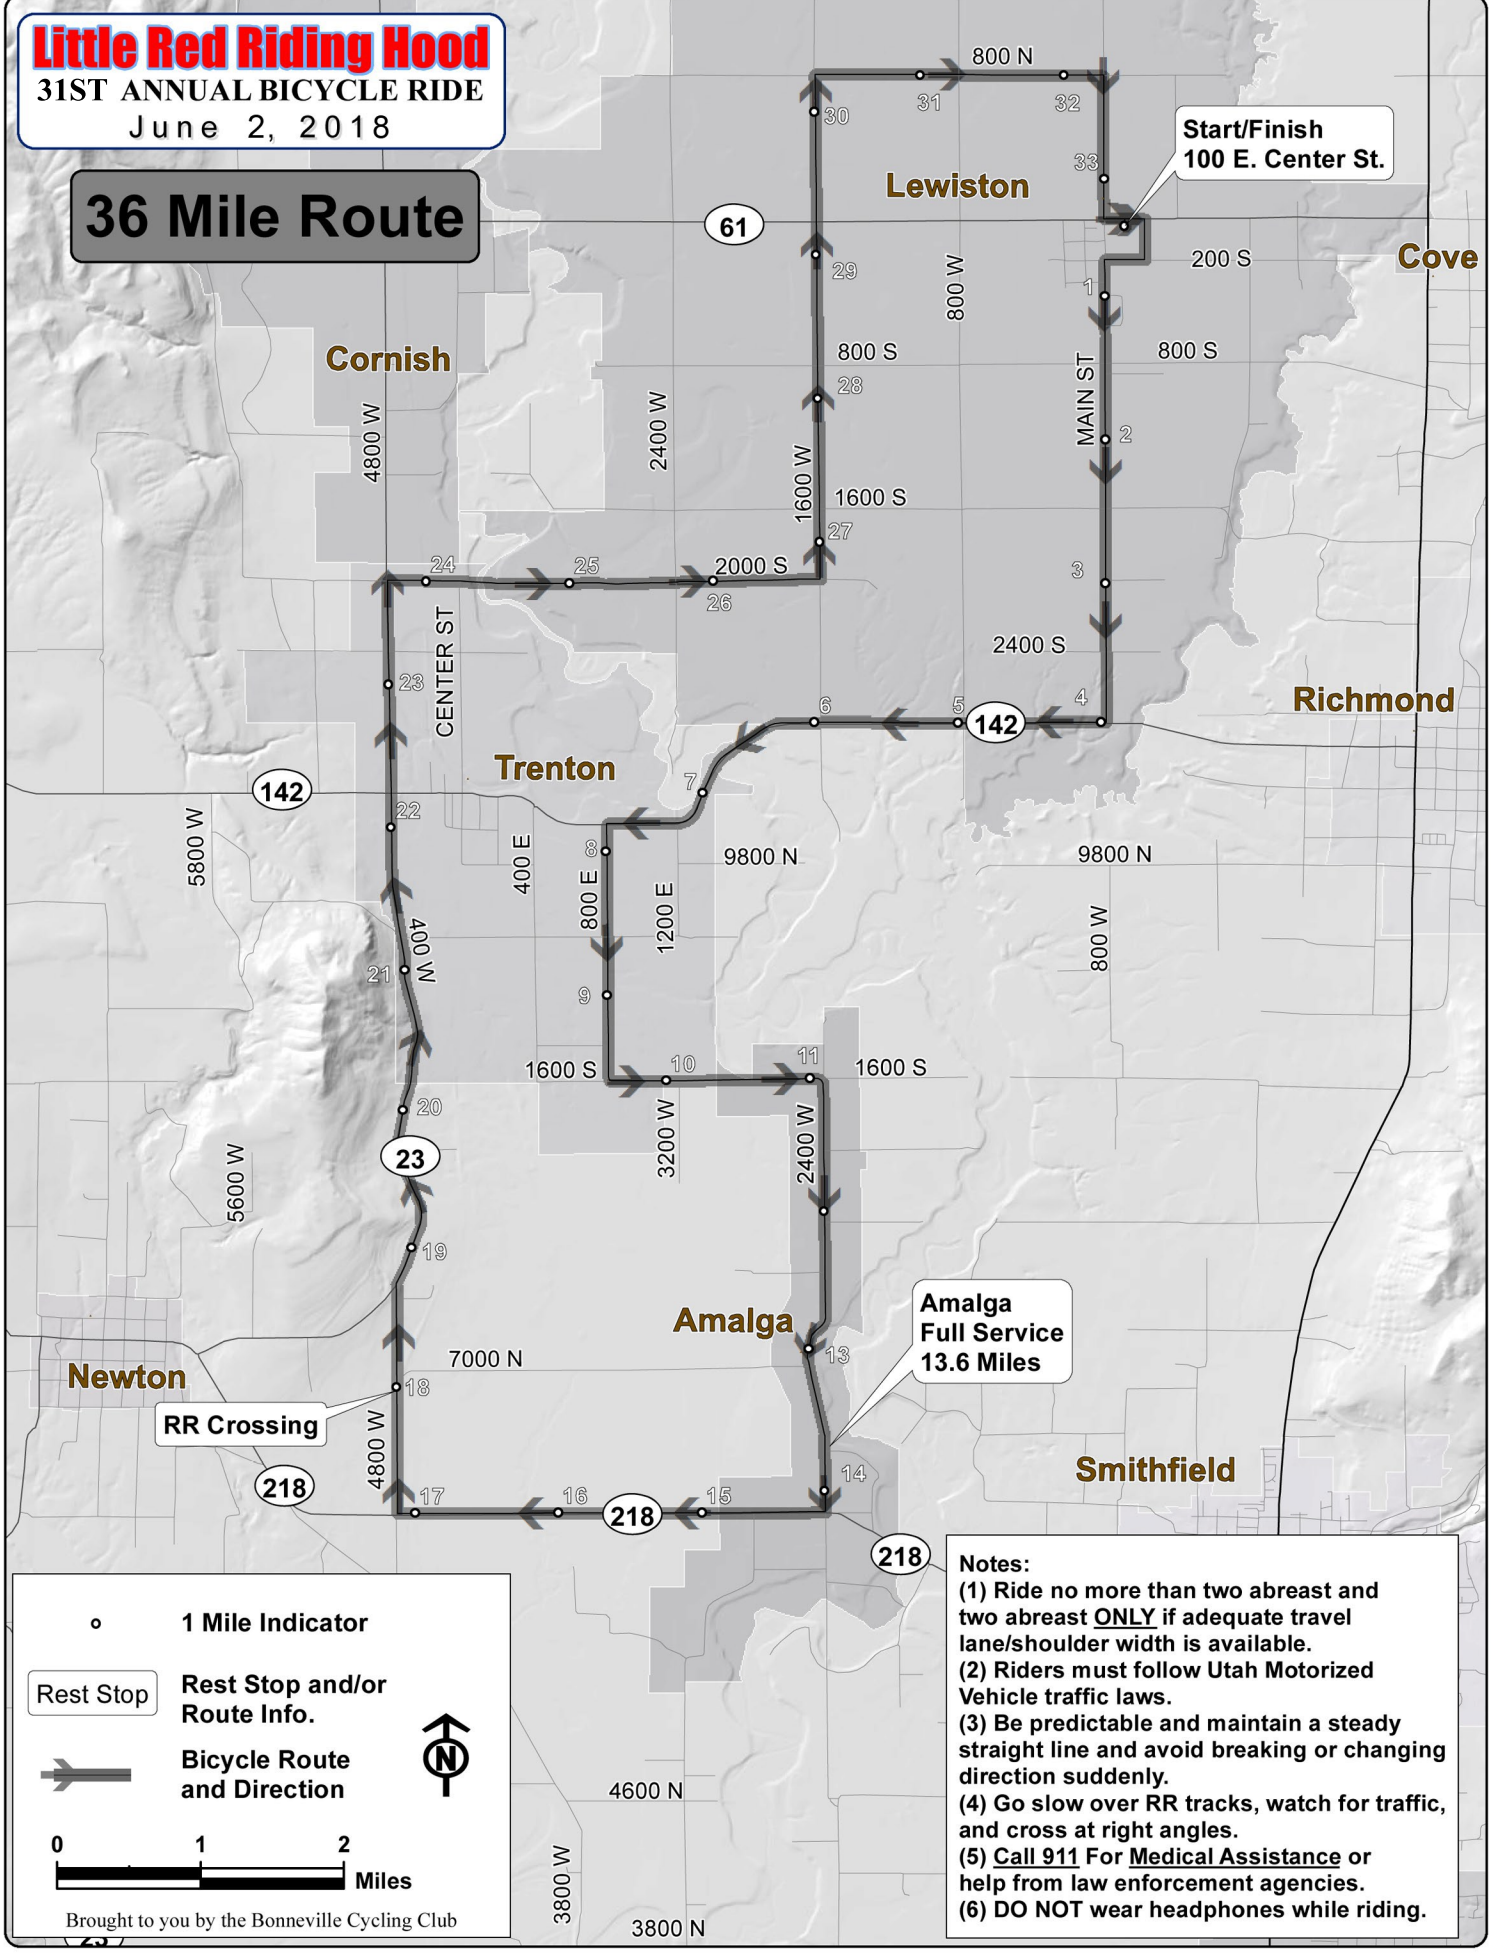 Little Red Riding Hood
31ST ANNUAL BICYCLE RIDE
June 2, 2018
36 Mile Route
800 N
30
31
32
33
Start/Finish
100 E. Center St.
Lewiston
61
Cove
200 S
29
800 W
1
Cornish
800 S
800 S
28
MAIN ST
4800 W
2400 W
2
1600 W
1600 S
27
24
25
2000 S
26
3
CENTER ST
2400 S
23
Richmond
4
5
6
142
Trenton
7
142
22
5800 W
400 E
8
9800 N
9800 N
800 E
1200 E
800 W
400 W
21
9
1600 S
10
11
1600 S
20
3200 W
2400 W
23
5600 W
19
Amalga
Amalga
Full Service
13.6 Miles
13
7000 N
Newton
18
RR Crossing
4800 W
Smithfield
14
218
17
16
218
15
218
Notes:
(1) Ride no more than two abreast and
two abreast ONLY if adequate travel
lane/shoulder width is available.
(2) Riders must follow Utah Motorized
Vehicle traffic laws.
(3) Be predictable and maintain a steady
straight line and avoid breaking or changing
direction suddenly.
(4) Go slow over RR tracks, watch for traffic,
and cross at right angles.
(5) Call 911 For Medical Assistance or
help from law enforcement agencies.
(6) DO NOT wear headphones while riding.
1 Mile Indicator
Rest Stop
Rest Stop and/or
Route Info.
Bicycle Route
and Direction
N
0 1 2
Miles
Brought to you by the Bonneville Cycling Club
23
4600 N
3800 W
3800 N